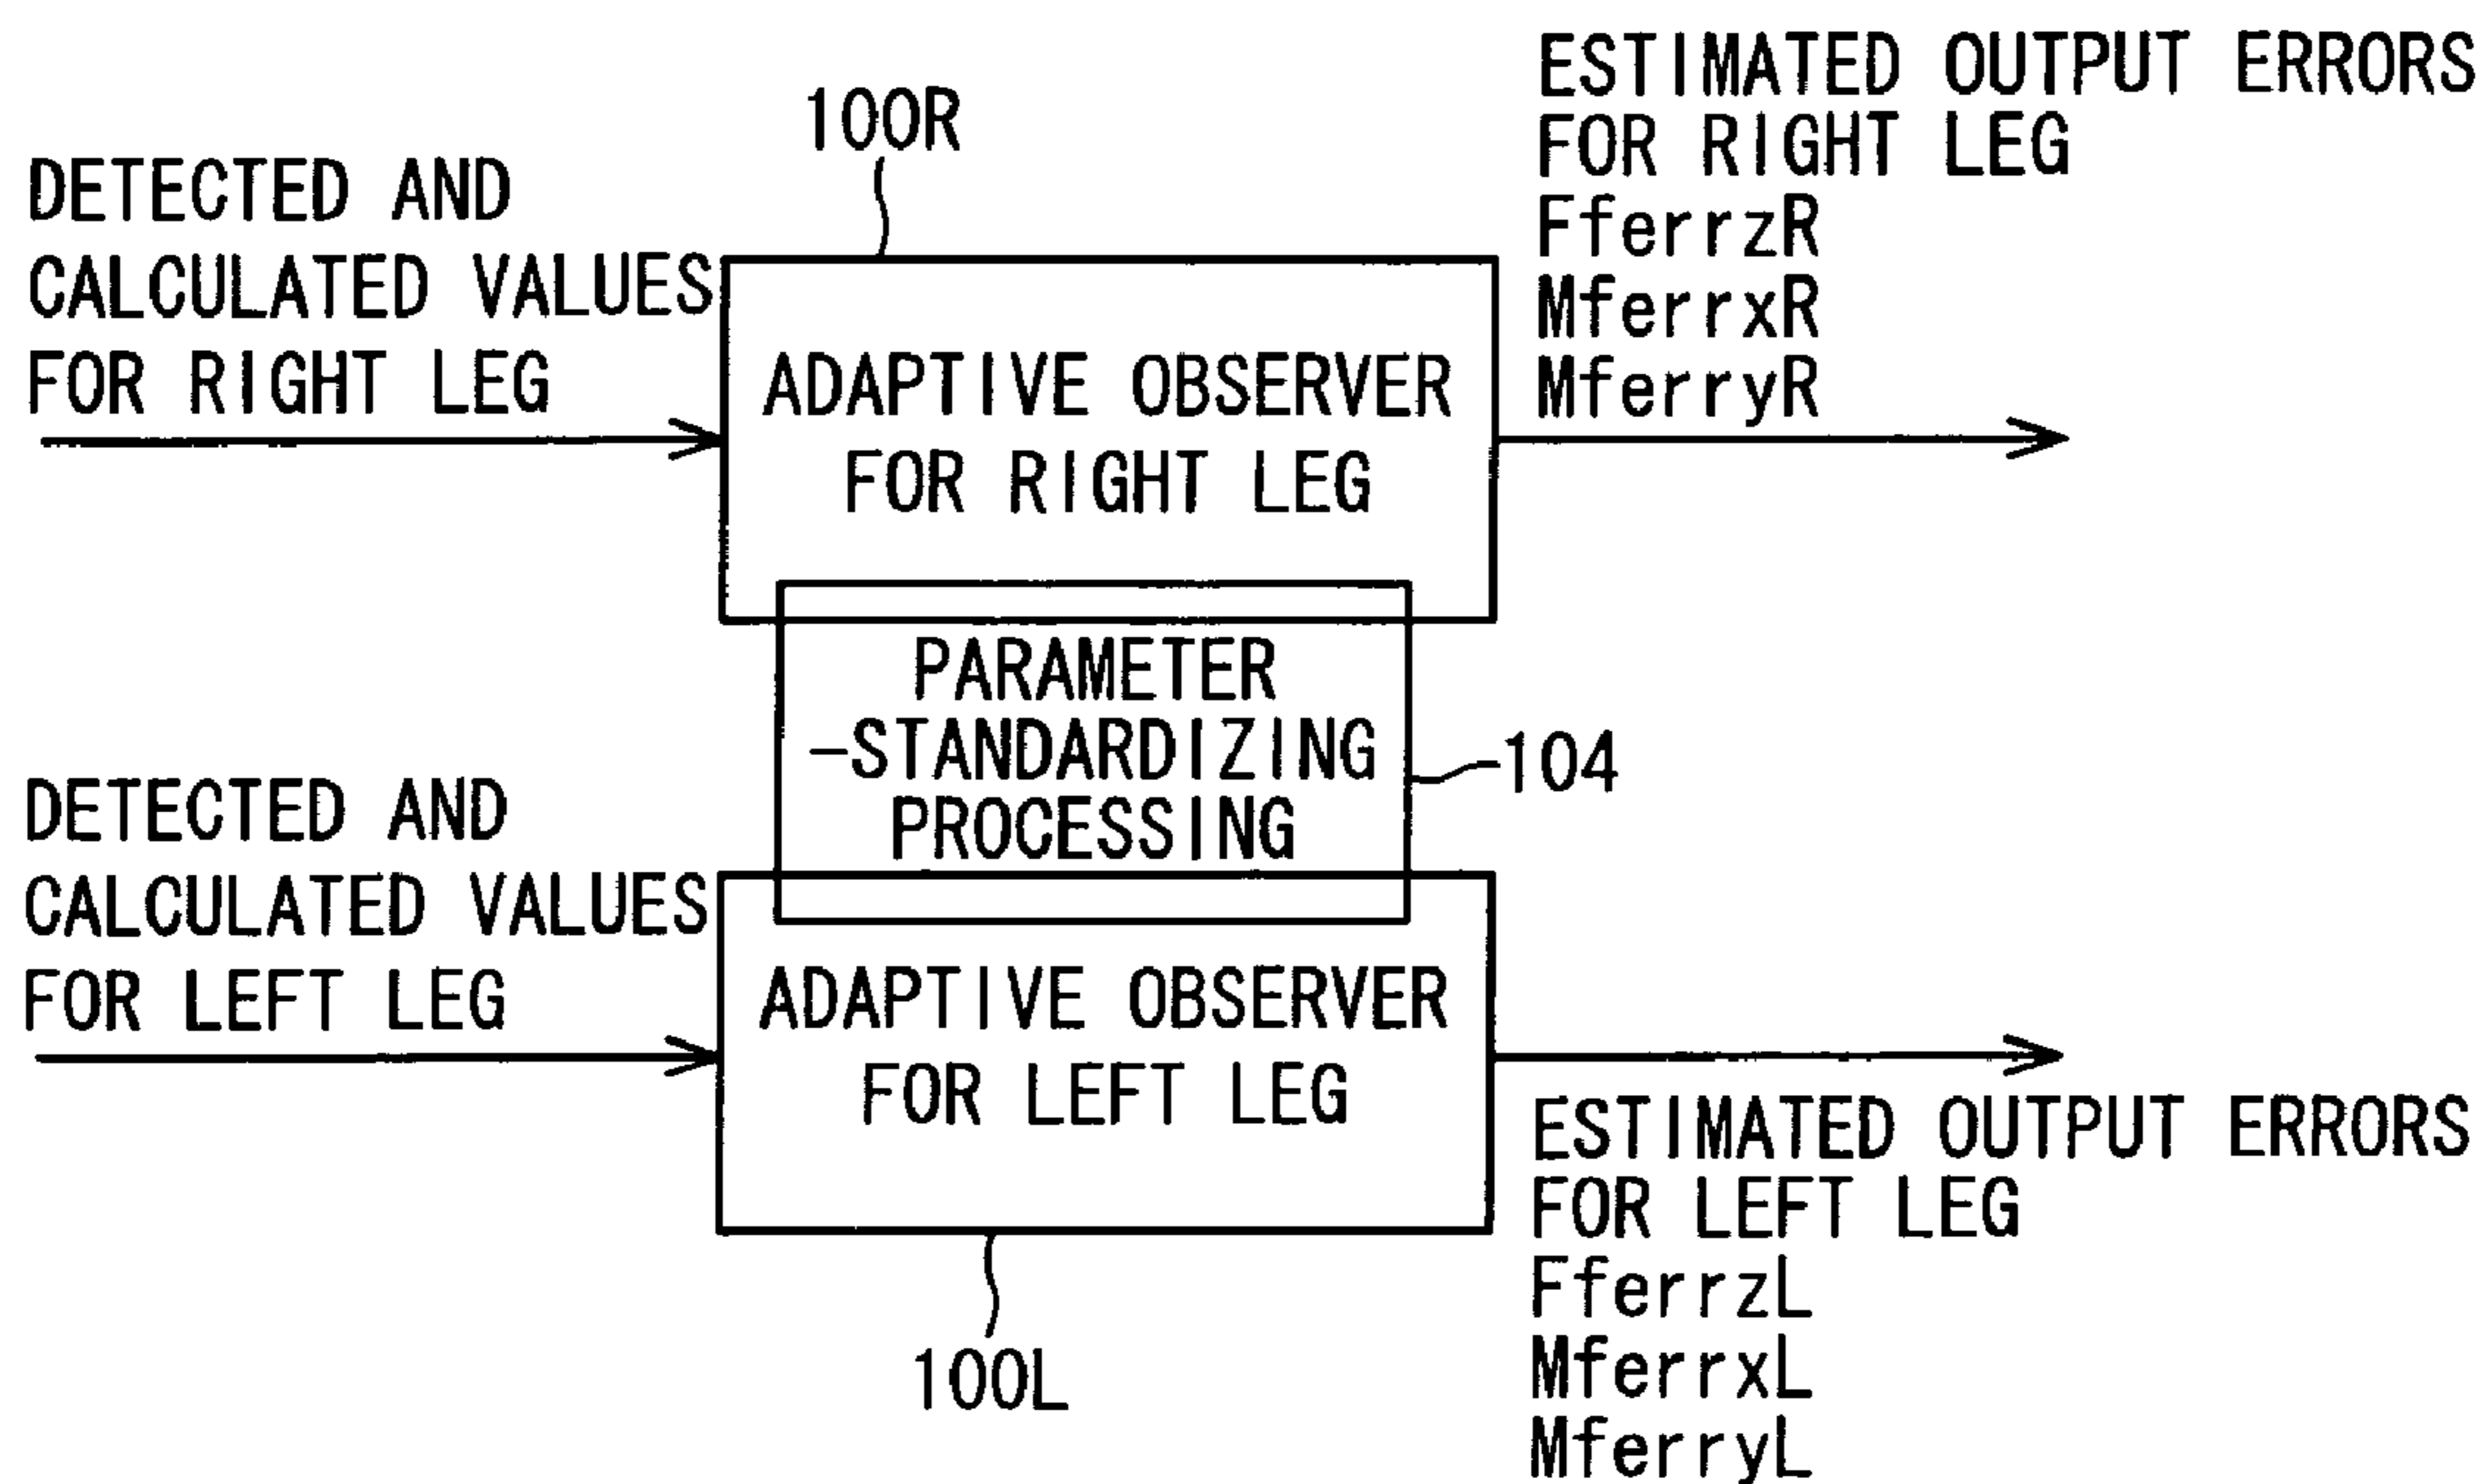 100R
DETECTED AND
CALCULATED VALUES
FOR RIGHT LEG
ADAPTIVE OBSERVER
FOR RIGHT LEG
ESTIMATED OUTPUT ERRORS
FOR RIGHT LEG
FferrzR
MferrxR
MferryR
PARAMETER
-STANDARDIZING
PROCESSING
104
DETECTED AND
CALCULATED VALUES
FOR LEFT LEG
ADAPTIVE OBSERVER
FOR LEFT LEG
100L
ESTIMATED OUTPUT ERRORS
FOR LEFT LEG
FferrzL
MferrxL
MferryL